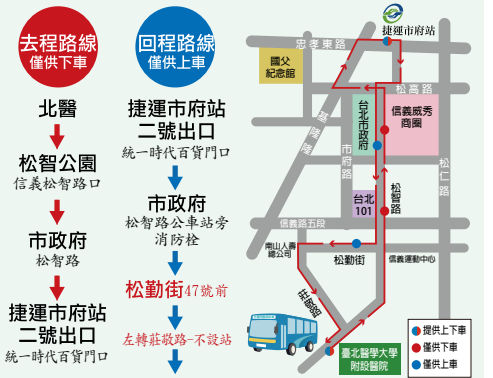 去程路線
僅供下車
北醫
松智公園
信義松智路口
市政府
松智路
捷運市府站
二號出口
統一時代百貨門口
回程路線
僅供上車
捷運市府站
二號出口
統一時代百貨門口
市政府
松智路公車站旁
消防栓
松勤街47號前
左轉莊敬路-不設站
捷運市府站
忠孝東路
國父
紀念館
松高路
台北市政府
信義威秀
商圈
基隆隆
市府路
松仁路
松智路
台北
101
信義路五段
南山人壽
總公司
松勤街
信義運動中心
莊敬路
臺北醫學大學
附設醫院
提供上下車
僅供下車
僅供上車